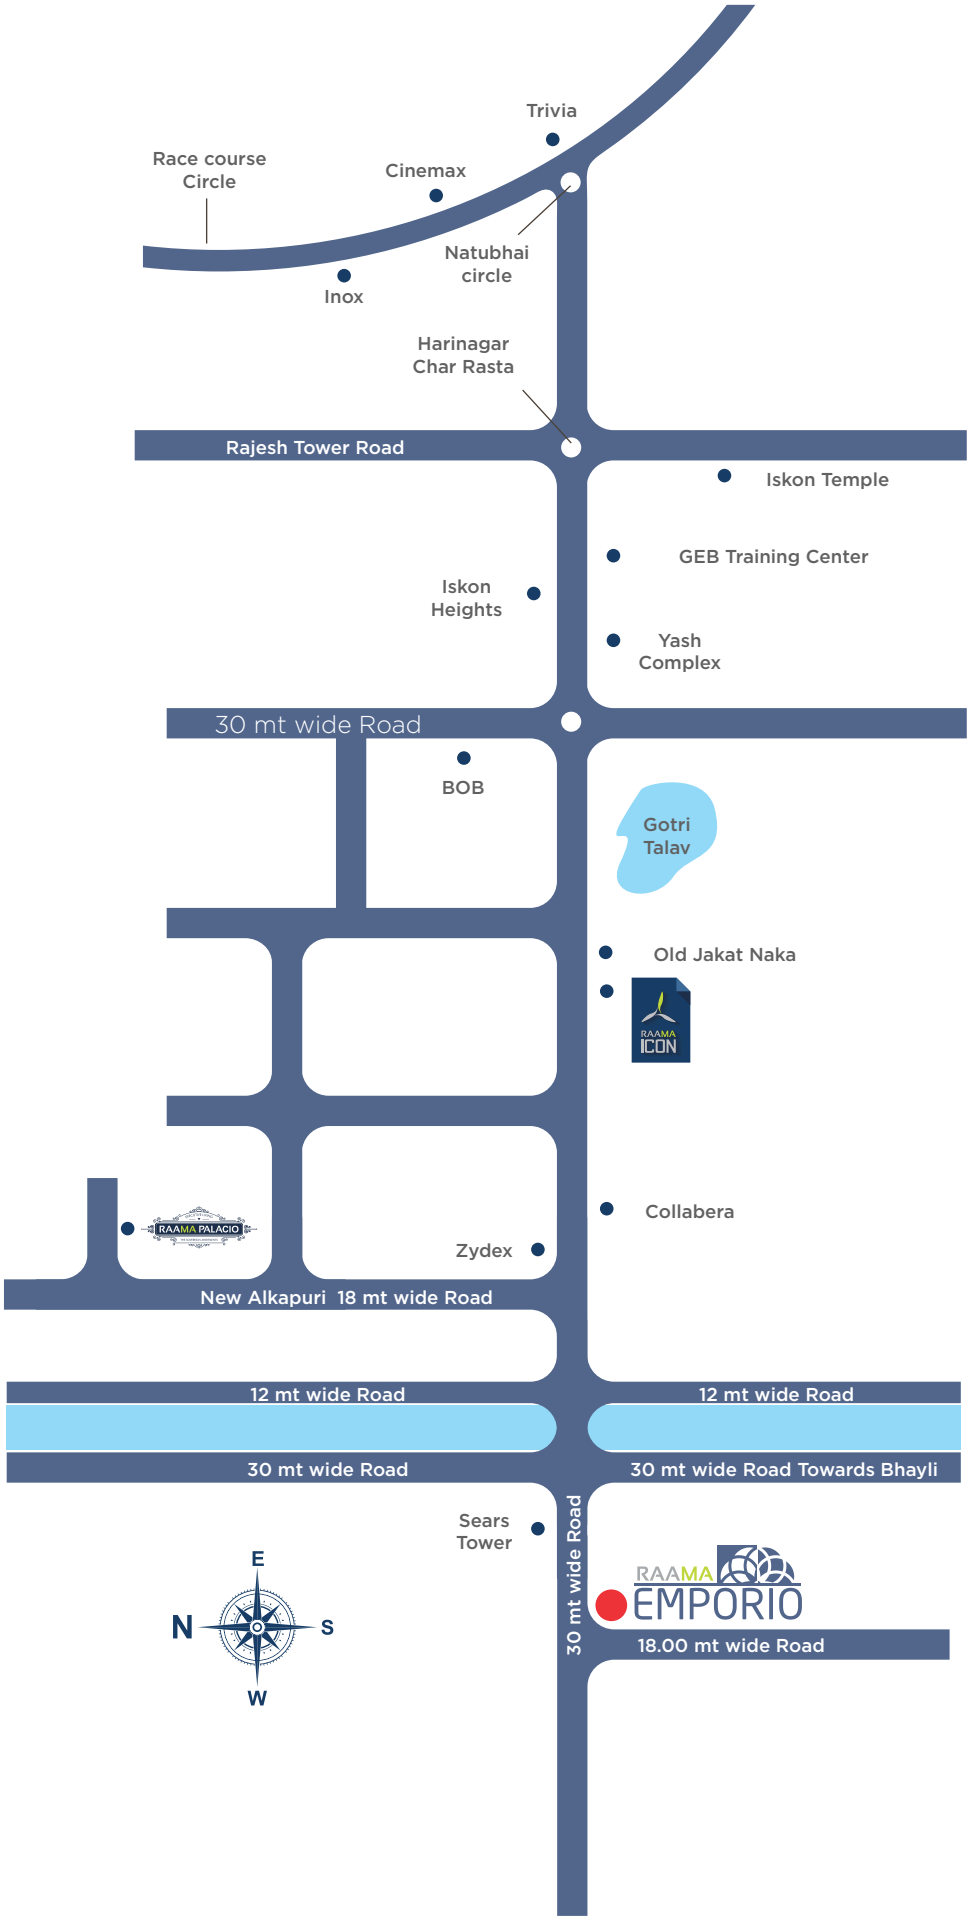 Trivia
Race course
Circle
Cinemax
Natubhai
circle
Inox
Harinagar
Char Rasta
Rajesh Tower Road
Iskon Temple
GEB Training Center
Iskon
Heights
Yash
Complex
30 mt wide Road
BOB
Gotri
Talav
Old Jakat Naka
RAAMA
ICON
RAAMA PALACIO
Collabera
Zydex
New Alkapuri 18 mt wide Road
12 mt wide Road
12 mt wide Road
30 mt wide Road
30 mt wide Road Towards Bhayli
Sears
Tower
30 mt wide Road
RAAMA
EMPORIO
18.00 mt wide Road
E
N
S
W